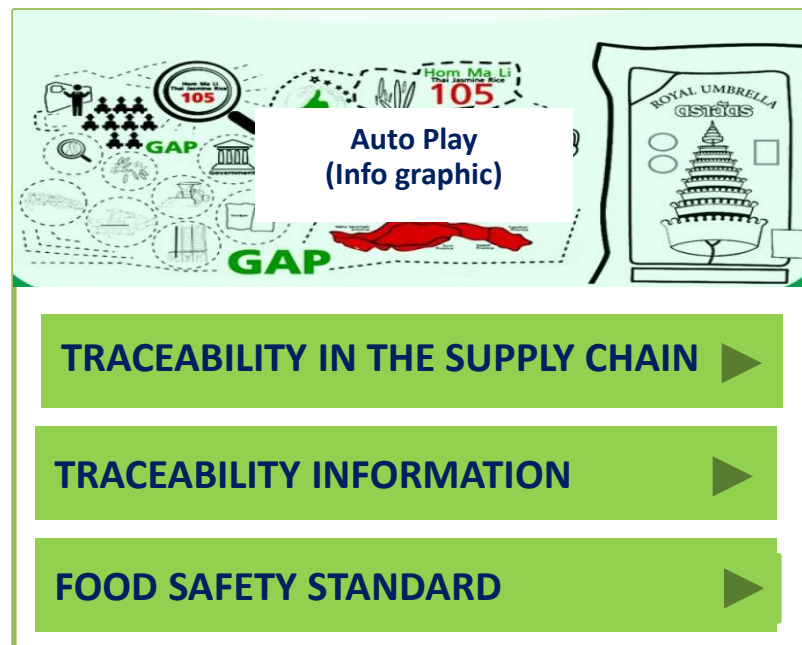 Hom Ma Li
Thai Jasmine Rice
105
Hom Ma Li
Thai Jasmine Rice
105
GAP
Government
GAP
Auto Play
(Info graphic)
ROYAL UMBRELLA
ตราฉัตร
TRACEABILITY IN THE SUPPLY CHAIN
TRACEABILITY INFORMATION
FOOD SAFETY STANDARD